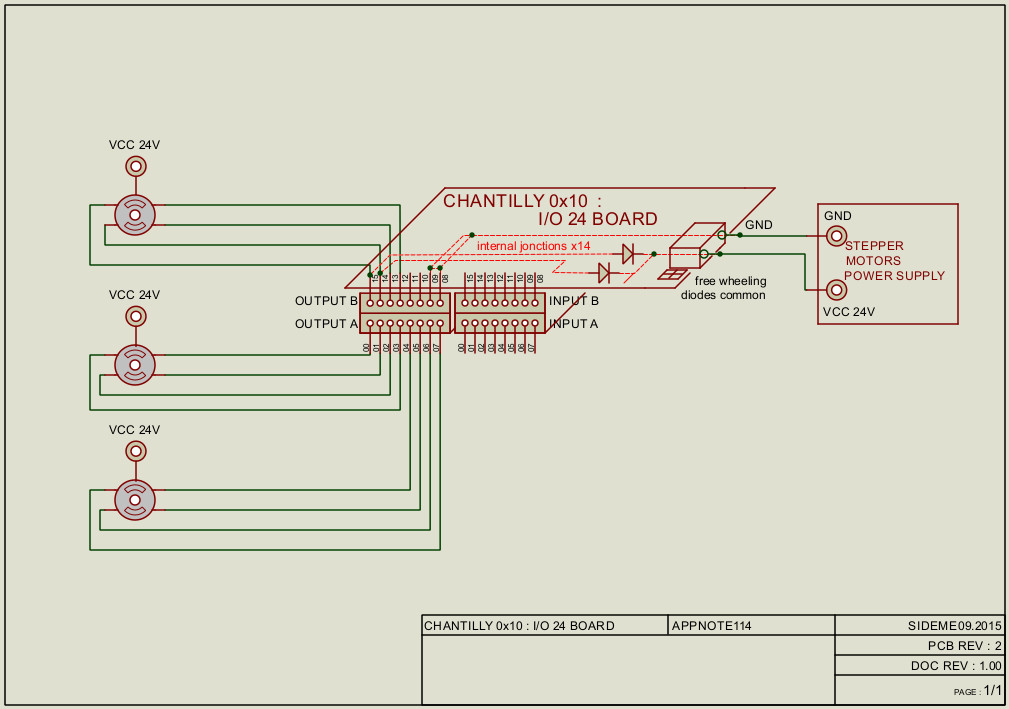 VCC 24V
CHANTILLY 0x10 :
I/O 24 BOARD
GND
GND
STEPPER
MOTORS
POWER SUPPLY
VCC 24V
internal jonctions x14
free wheeling
diodes common
VCC 24V
15 14 13 12 11 10 09 08
15 14 13 12 11 10 09 08
OUTPUT B
INPUT B
OUTPUT A
INPUT A
00 01 02 03 04 05 06 07
00 01 02 03 04 05 06 07
VCC 24V
CHANTILLY 0x10 : I/O 24 BOARD
APPNOTE114
SIDEME09.2015
PCB REV : 2
DOC REV : 1.00
PAGE : 1/1